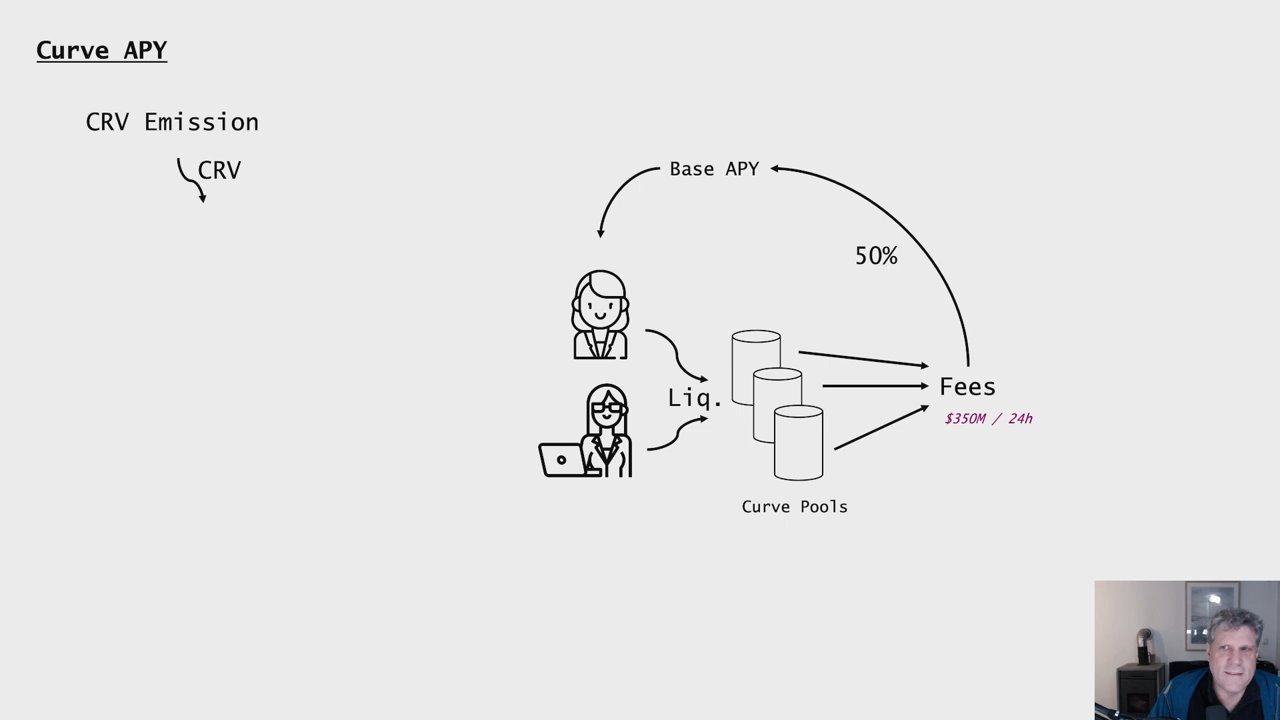 Curve APY
CRV Emission
CRV
Base APY
50%
Liq.
Fees
$350M / 24h
Curve Pools